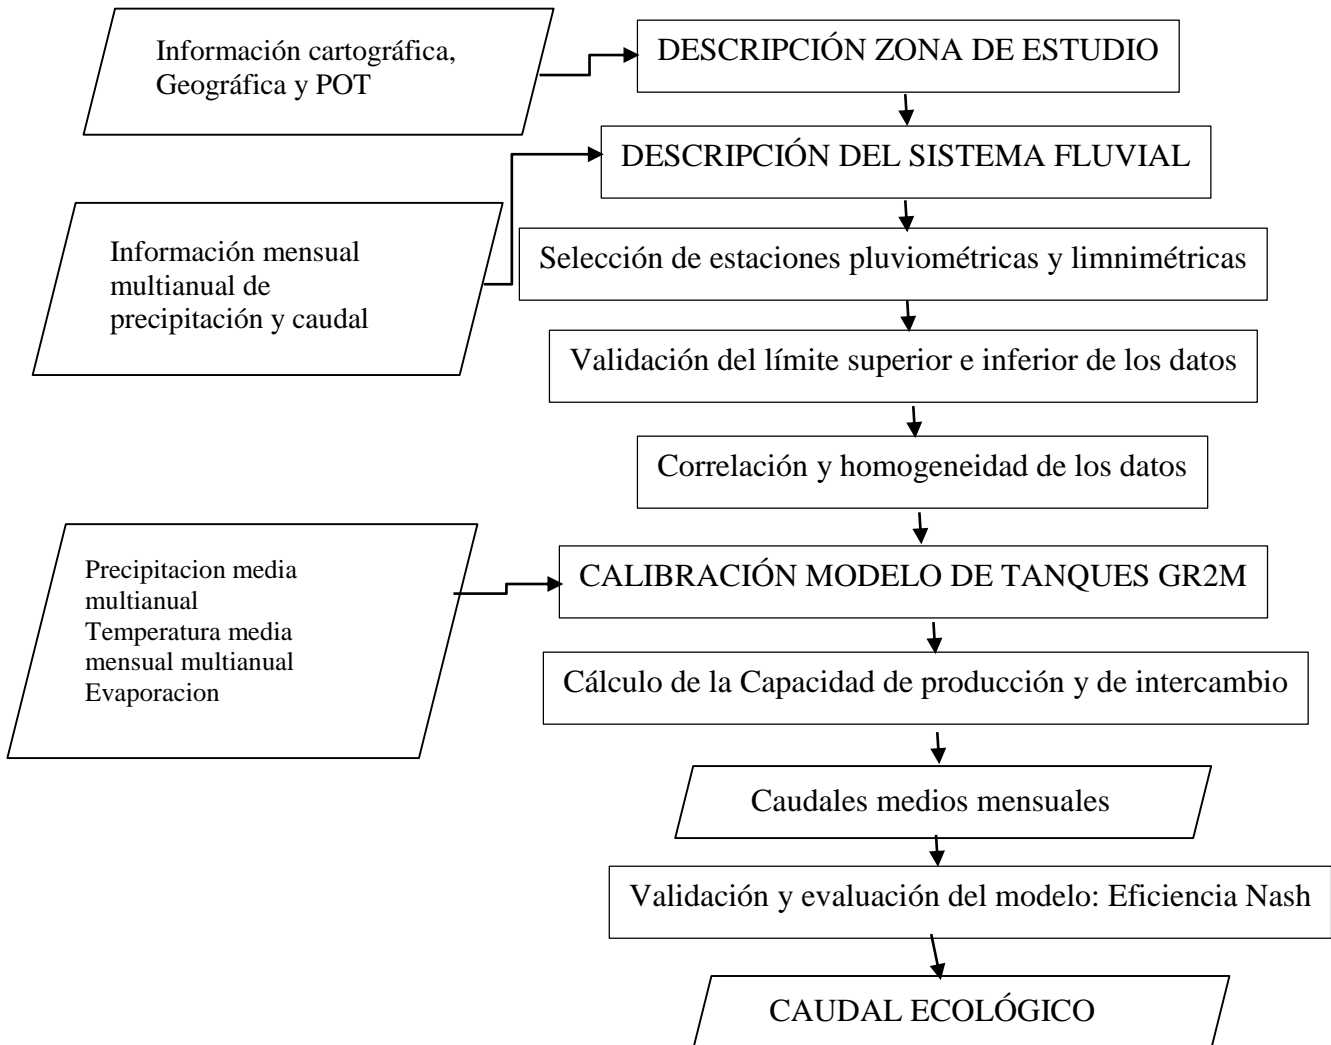 Información cartográfica,
Geográfica y POT
DESCRIPCIÓN ZONA DE ESTUDIO
DESCRIPCIÓN DEL SISTEMA FLUVIAL
Información mensual
multianual de
precipitación y caudal
Selección de estaciones pluviométricas y limnimétricas
Validación del límite superior e inferior de los datos
Correlación y homogeneidad de los datos
Precipitacion media
multianual
Temperatura media
mensual multianual
Evaporacion
CALIBRACIÓN MODELO DE TANQUES GR2M
Cálculo de la Capacidad de producción y de intercambio
Caudales medios mensuales
Validación y evaluación del modelo: Eficiencia Nash
CAUDAL ECOLÓGICO